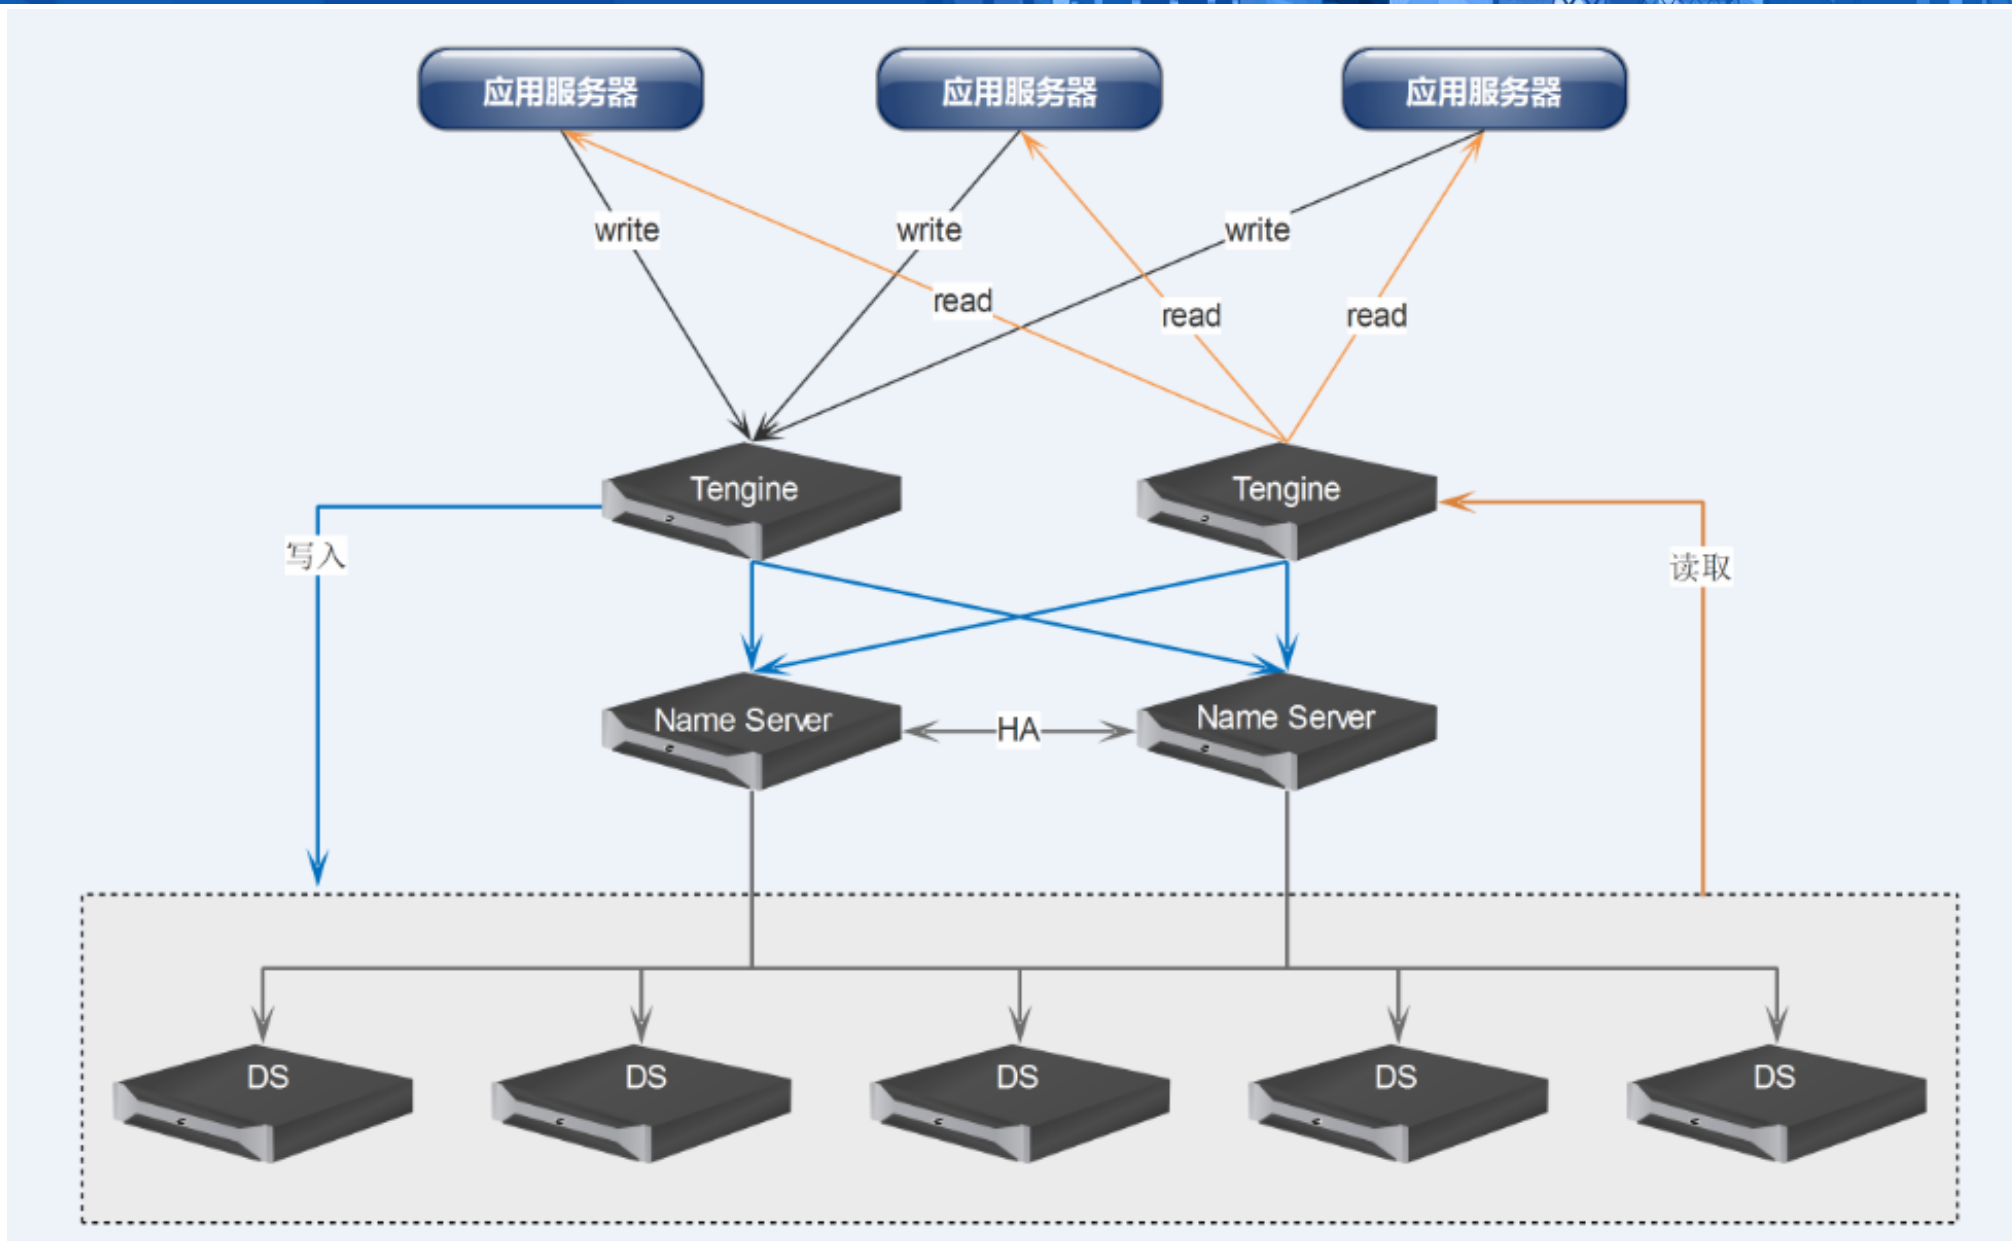 应用服务器
应用服务器
应用服务器
write
write
write
read
read
read
Tengine
Tengine
写入
读取
Name Server
HA
Name Server
DS
DS
DS
DS
DS